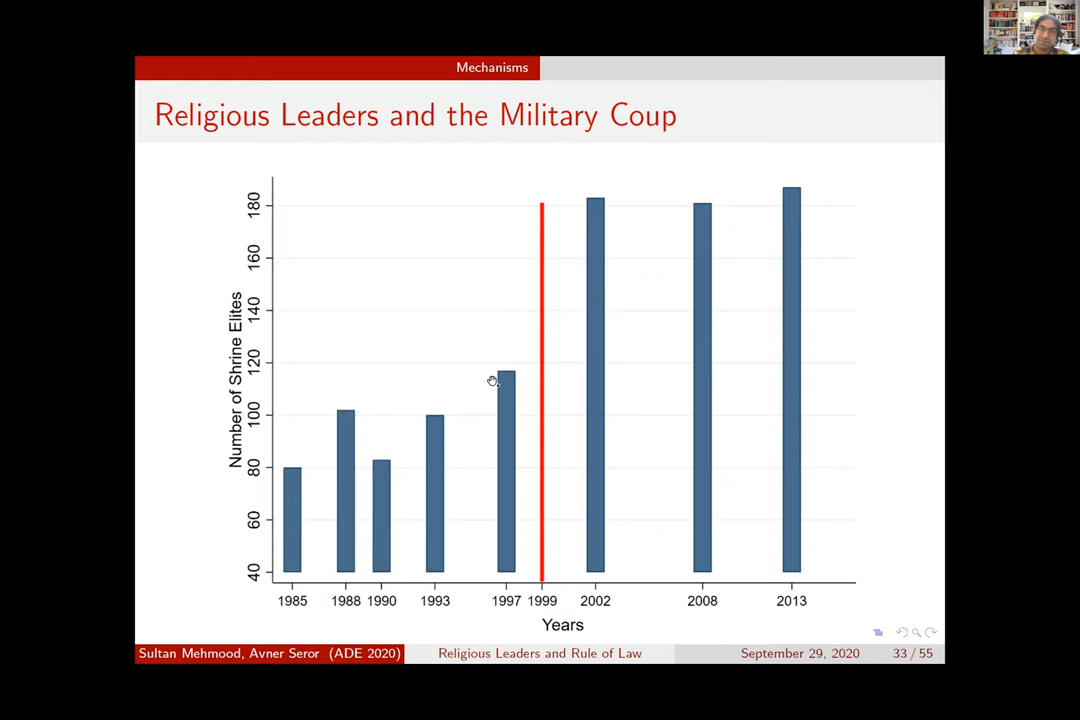 Mechanisms
Religious Leaders and the Military Coup
Number of Shrine Elites
180
160
140
120
100
80
60
40
1985 1988 1990 1993 1997 1999 2002 2008 2013
Years
Sultan Mehmood, Avner Seror (ADE 2020) Religious Leaders and Rule of Law September 29, 2020 33 / 55